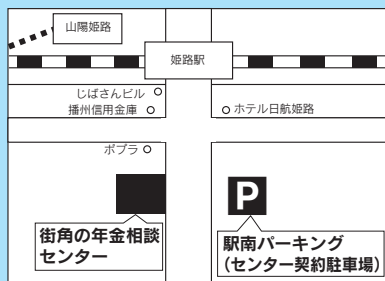 山陽姫路
姫路駅
じばさんビル
播州信用金庫
ホテル日航姫路
ポプラ
P
街角の年金相談
センター
駅南パーキング
(センター契約駐車場)